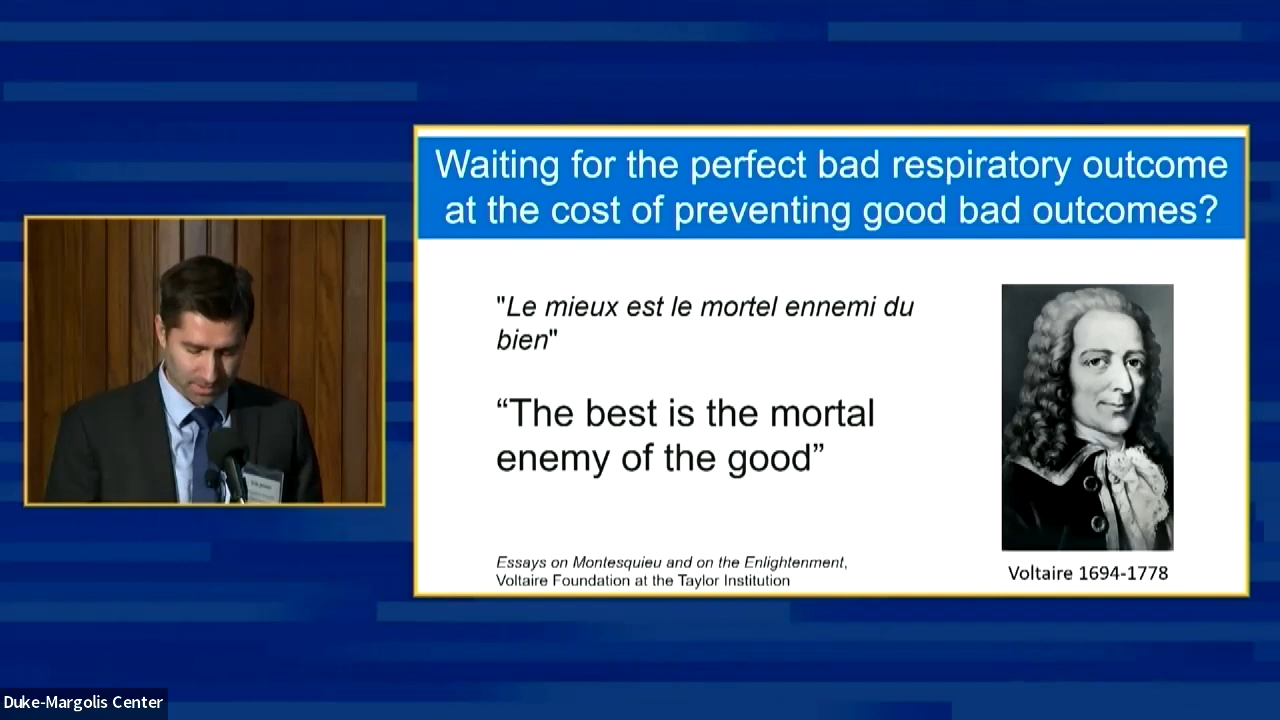 Waiting for the perfect bad respiratory outcome
at the cost of preventing good bad outcomes?
"Le mieux est le mortel ennemi du
bien"
“The best is the mortal
enemy of the good”
Essays on Montesquieu and on the Enlightenment,
Voltaire Foundation at the Taylor Institution
Voltaire 1694-1778
Duke-Margolis Center